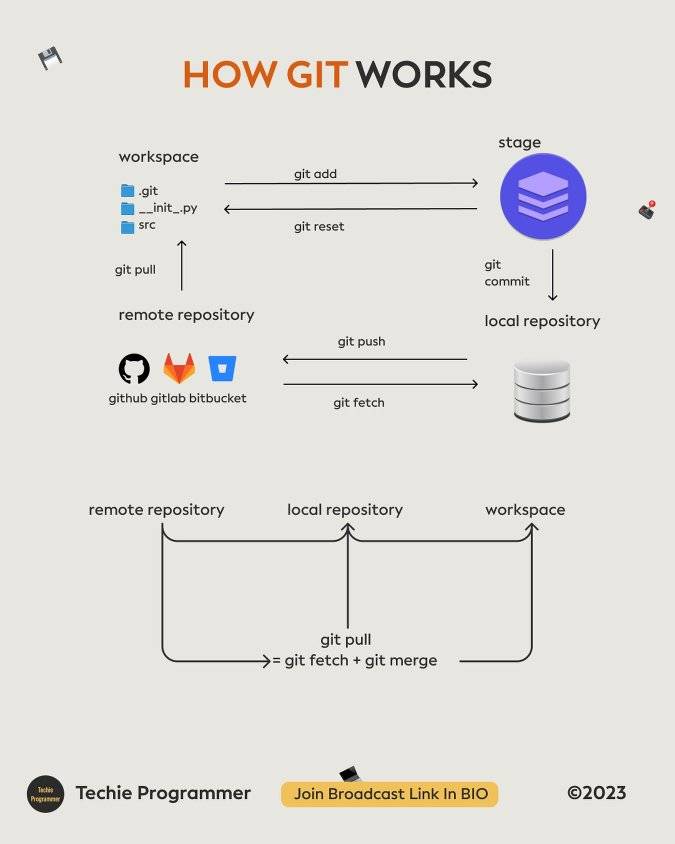 HOW GIT WORKS
workspace
stage
git add
.git
__init_.py
src
git reset
git pull
git
commit
remote repository
local repository
git push
github gitlab bitbucket
git fetch
remote repository
local repository
workspace
git pull
= git fetch + git merge
Techie
Programmer
Techie Programmer
Join Broadcast Link In BIO
©2023